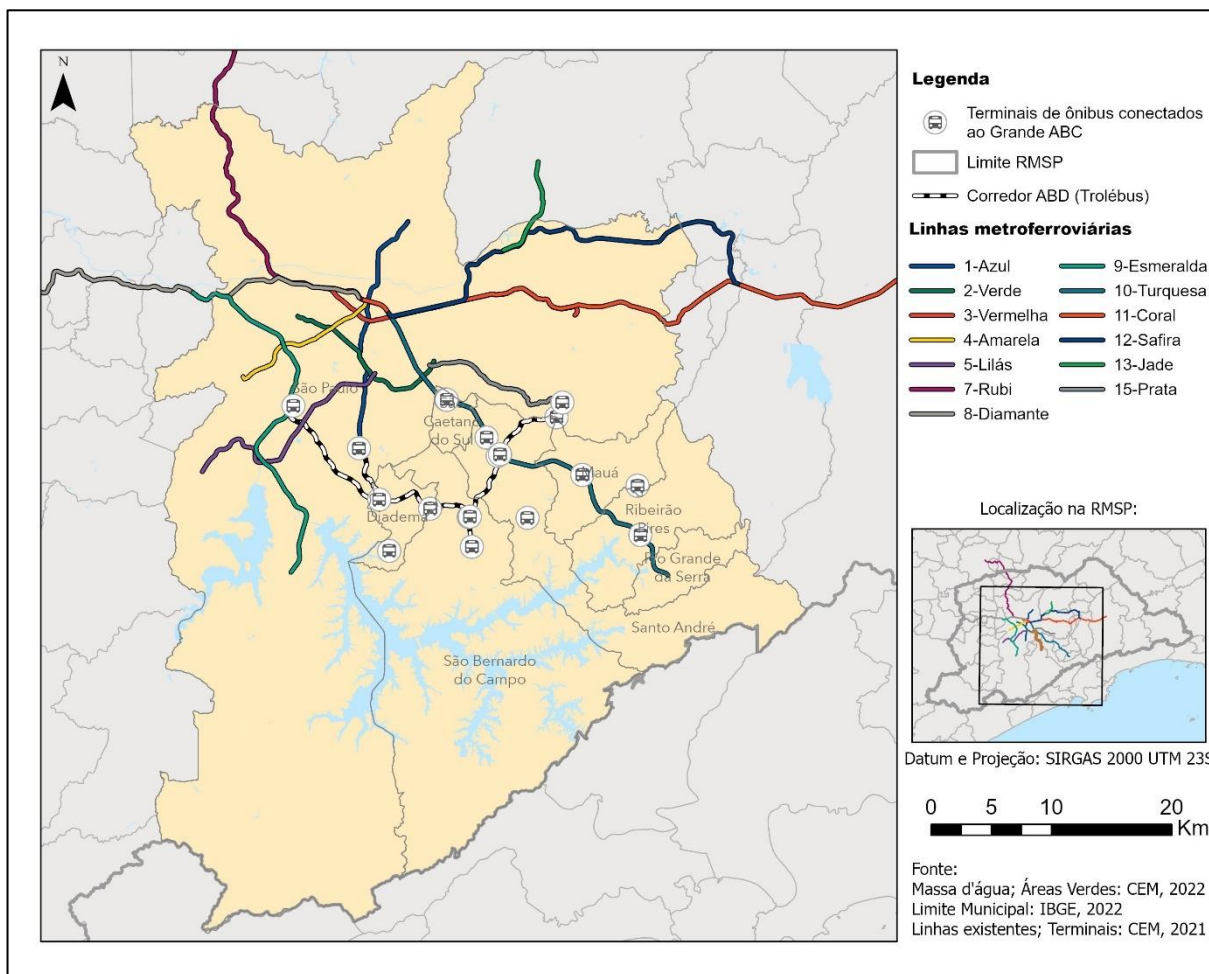 N
São Paulo
Caetano
do Sul
Mauá
Ribeirão
Pires
Diadema
Rio Grande
da Serra
Santo André
São Bernardo
do Campo
Legenda
Terminais de ônibus conectados
ao Grande ABC
Limite RMSP
Corredor ABD (Trolébus)
Linhas metroferroviárias
1-Azul
2-Verde
3-Vermelha
4-Amarela
5-Lilás
7-Rubi
8-Diamante
9-Esmeralda
10-Turquesa
11-Coral
12-Safira
13-Jade
15-Prata
Localização na RMSP:
Datum e Projeção: SIRGAS 2000 UTM 23S
0 5 10 20
Km
Fonte:
Massa d'água; Áreas Verdes: CEM, 2022
Limite Municipal: IBGE, 2022
Linhas existentes; Terminais: CEM, 2021